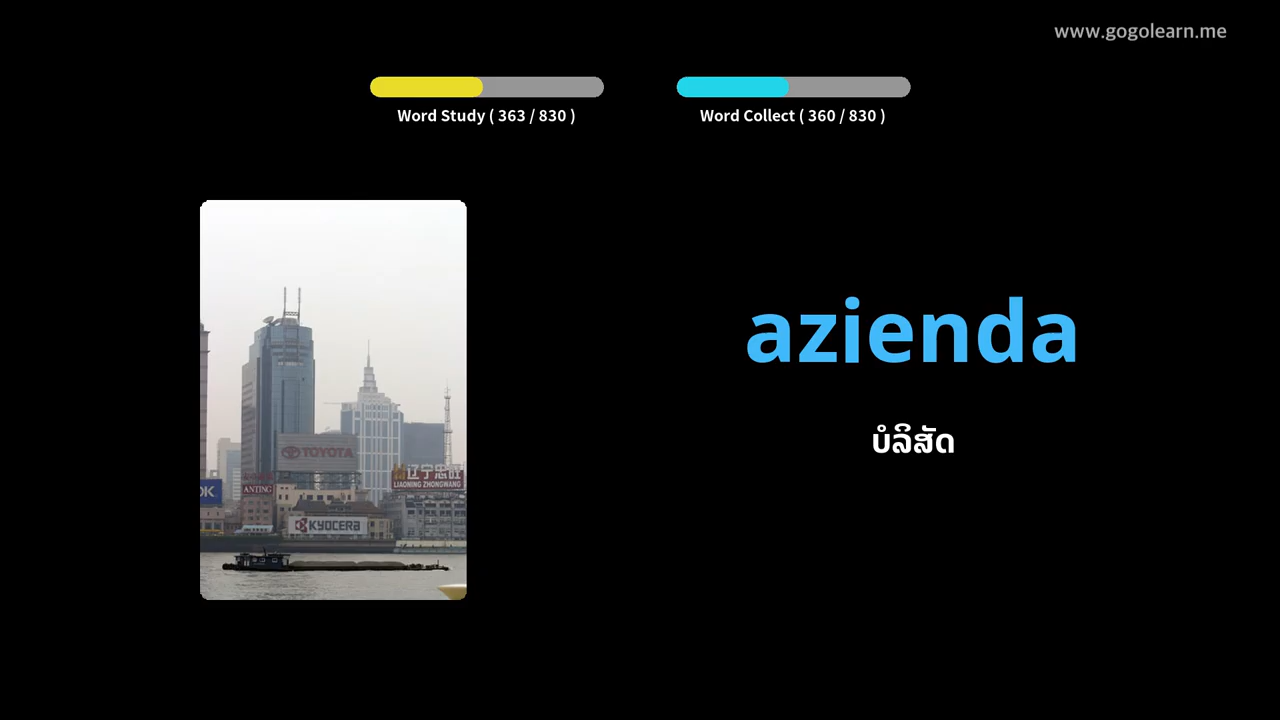 www.gogolearn.me
Word Study ( 363 / 830 )
Word Collect ( 360 / 830 )
azienda
ບໍລິສັດ
TOYOTA
辽宁忠旺
LIAONING ZHONGWANG
ANTING
KYOCERA